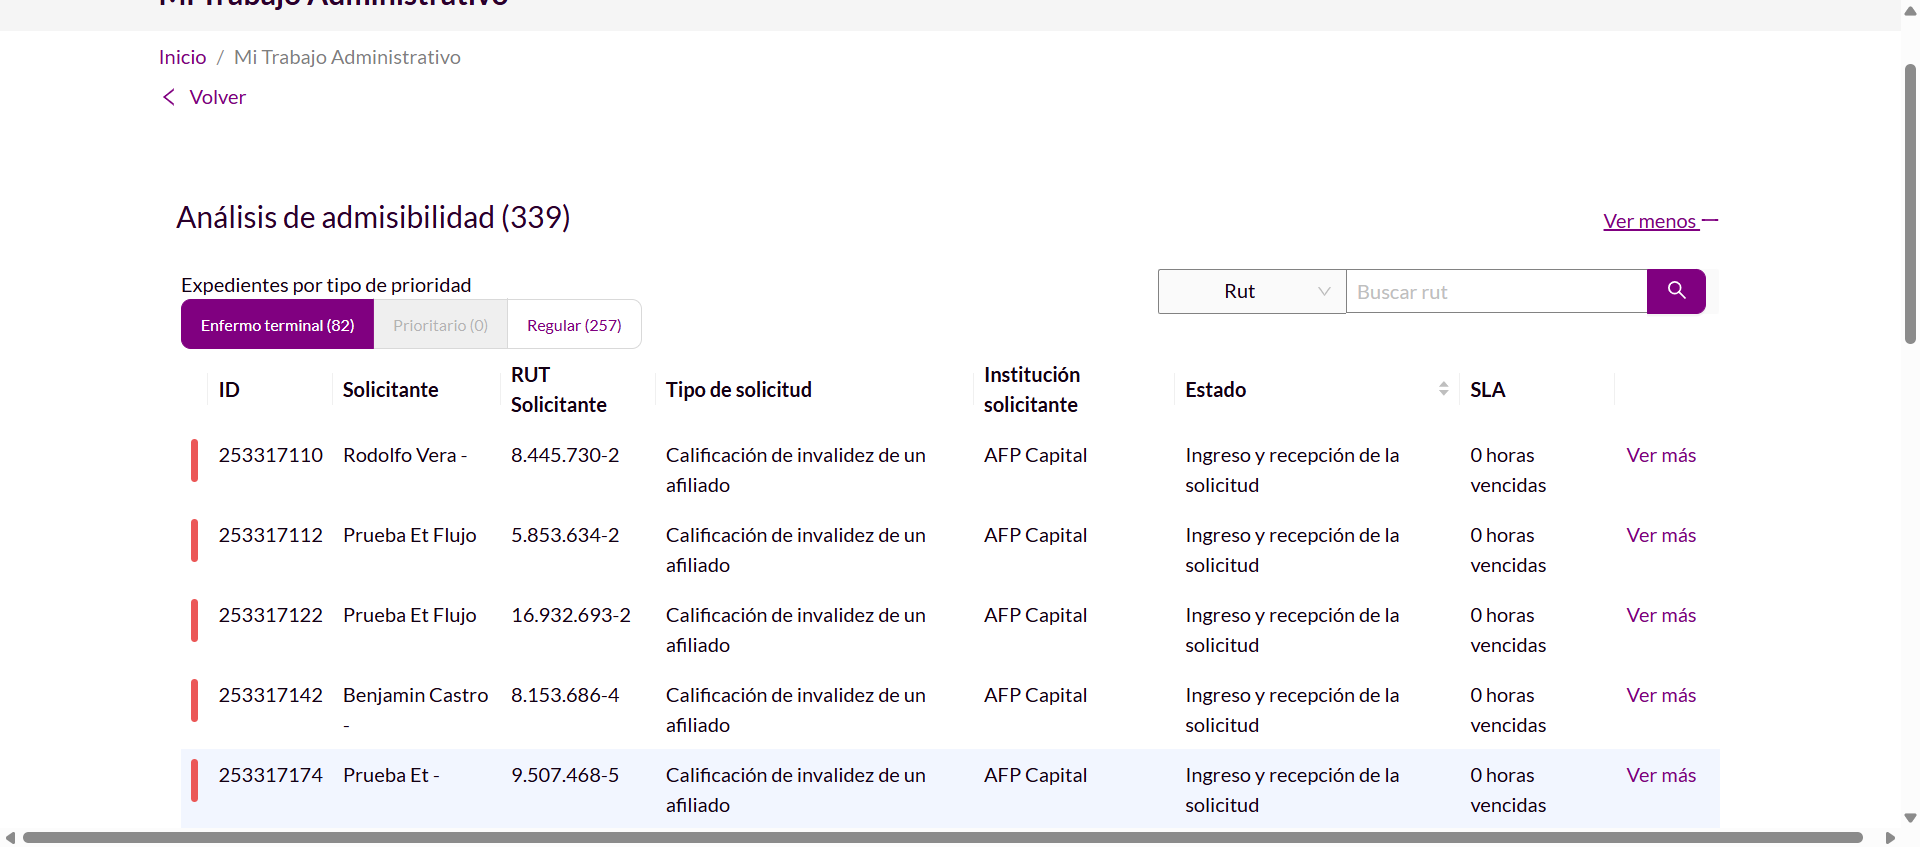 Mi Trabajo Administrativo
Inicio / Mi Trabajo Administrativo
Volver
Análisis de admisibilidad (339)
Ver menos
Expedientes por tipo de prioridad
Rut
Buscar rut
Enfermo terminal (82)
Prioritario (0)
Regular (257)
ID
Solicitante
RUT
Solicitante
Tipo de solicitud
Institución
solicitante
Estado
SLA
253317110 Rodolfo Vera - 8.445.730-2 Calificación de invalidez de un AFP Capital Ingreso y recepción de la 0 horas Ver más
afiliado solicitud vencidas
253317112 Prueba Et Flujo 5.853.634-2 Calificación de invalidez de un AFP Capital Ingreso y recepción de la 0 horas Ver más
afiliado solicitud vencidas
253317122 Prueba Et Flujo 16.932.693-2 Calificación de invalidez de un AFP Capital Ingreso y recepción de la 0 horas Ver más
afiliado solicitud vencidas
253317142 Benjamin Castro 8.153.686-4 Calificación de invalidez de un AFP Capital Ingreso y recepción de la 0 horas Ver más
- afiliado solicitud vencidas
253317174 Prueba Et - 9.507.468-5 Calificación de invalidez de un AFP Capital Ingreso y recepción de la 0 horas Ver más
afiliado solicitud vencidas